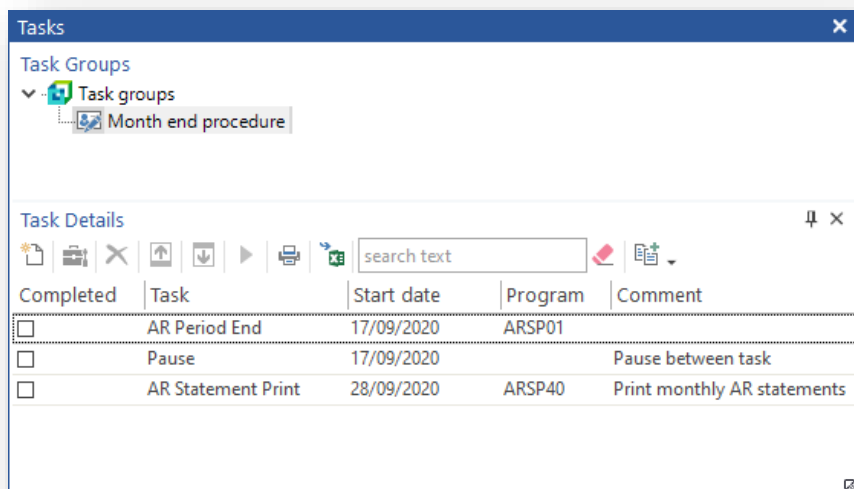 Tasks
Task Groups
Task groups
Month end procedure
Task Details
search text
Completed Task Start date Program Comment
AR Period End 17/09/2020 ARSP01
Pause 17/09/2020 Pause between task
AR Statement Print 28/09/2020 ARSP40 Print monthly AR statements